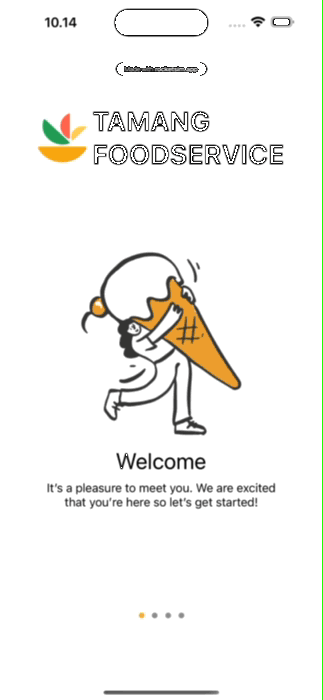 10.14
TAMANG
FOODSERVICE
Welcome
It's a pleasure to meet you. We are excited
that you're here so let's get started!